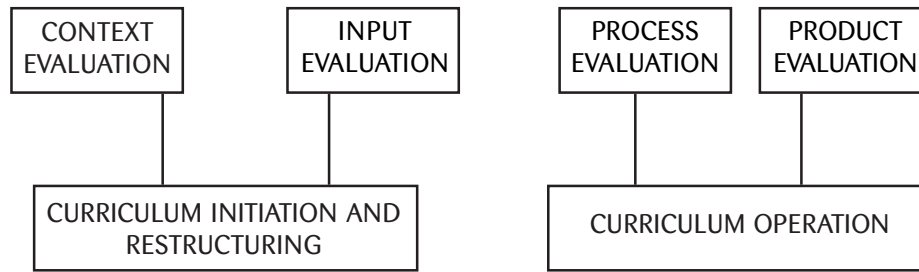 CONTEXT
EVALUATION
INPUT
EVALUATION
PROCESS
EVALUATION
PRODUCT
EVALUATION
CURRICULUM INITIATION AND
RESTRUCTURING
CURRICULUM OPERATION